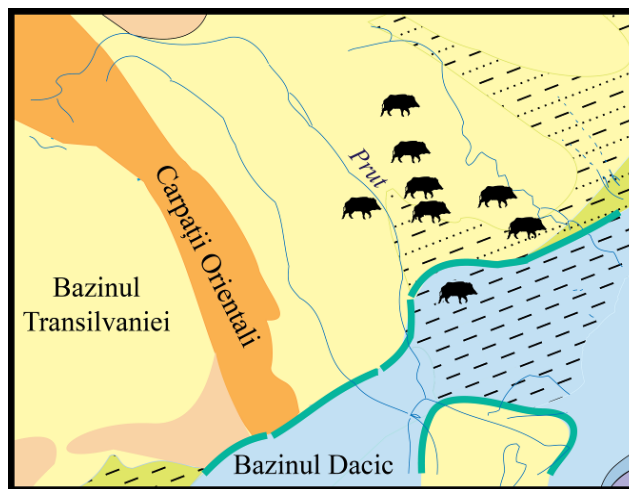 Prut
Carpații Orientali
Bazinul
Transilvaniei
Bazinul Dacic